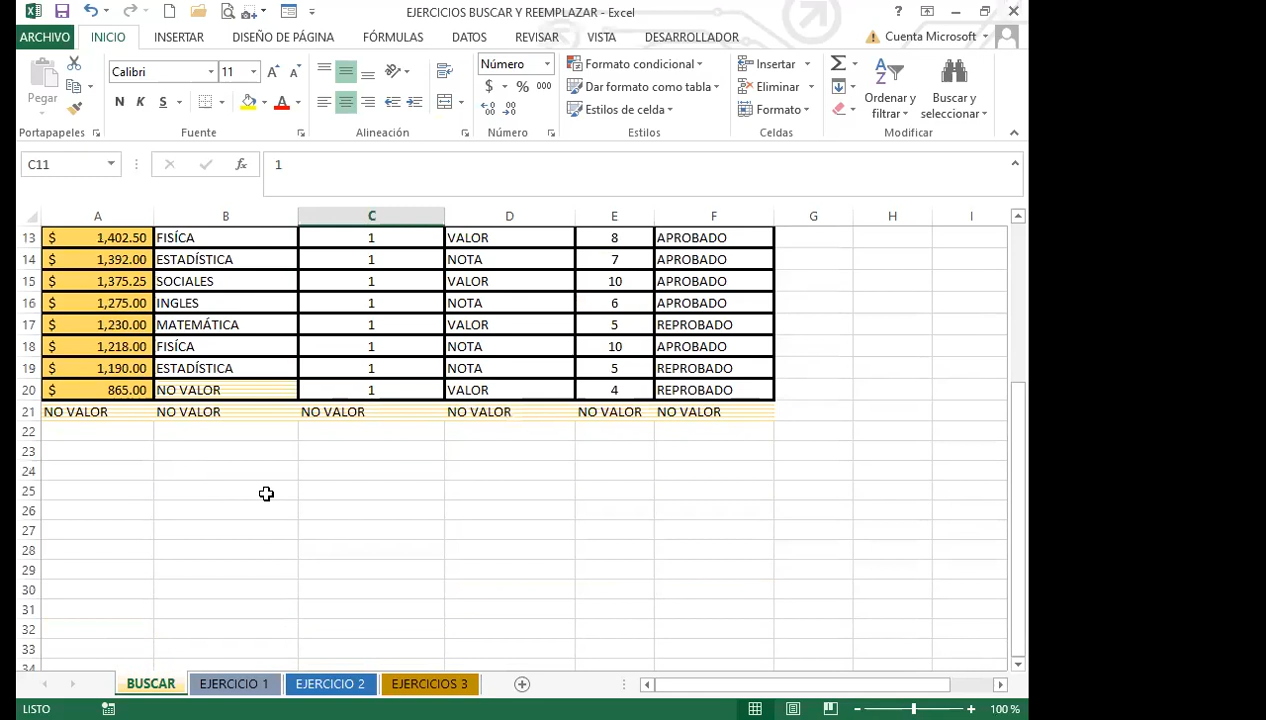 EJERCICIOS BUSCAR Y REEMPLAZAR - Excel
ARCHIVO INICIO INSERTAR DISEÑO DE PÁGINA FÓRMULAS DATOS REVISAR VISTA DESARROLLADOR Cuenta Microsoft
Pegar
Calibri 11
N K S
Número
$ % 000
Formato condicional
Dar formato como tabla
Estilos de celda
Insertar
Eliminar
Formato
Ordenar y filtrar
Buscar y seleccionar
Portapapeles Fuente Alineación Número Estilos Celdas Modificar
C11 fx 1
A B C D E F G H I
13 $ 1,402.50 FISÍCA 1 VALOR 8 APROBADO
14 $ 1,392.00 ESTADÍSTICA 1 NOTA 7 APROBADO
15 $ 1,375.25 SOCIALES 1 VALOR 10 APROBADO
16 $ 1,275.00 INGLES 1 NOTA 6 APROBADO
17 $ 1,230.00 MATEMÁTICA 1 VALOR 5 REPROBADO
18 $ 1,218.00 FISÍCA 1 NOTA 10 APROBADO
19 $ 1,190.00 ESTADÍSTICA 1 NOTA 5 REPROBADO
20 $ 865.00 NO VALOR 1 VALOR 4 REPROBADO
21 NO VALOR NO VALOR NO VALOR NO VALOR NO VALOR NO VALOR
22
23
24
25
26
27
28
29
30
31
32
33
34
BUSCAR EJERCICIO 1 EJERCICIO 2 EJERCICIOS 3
LISTO 100 %